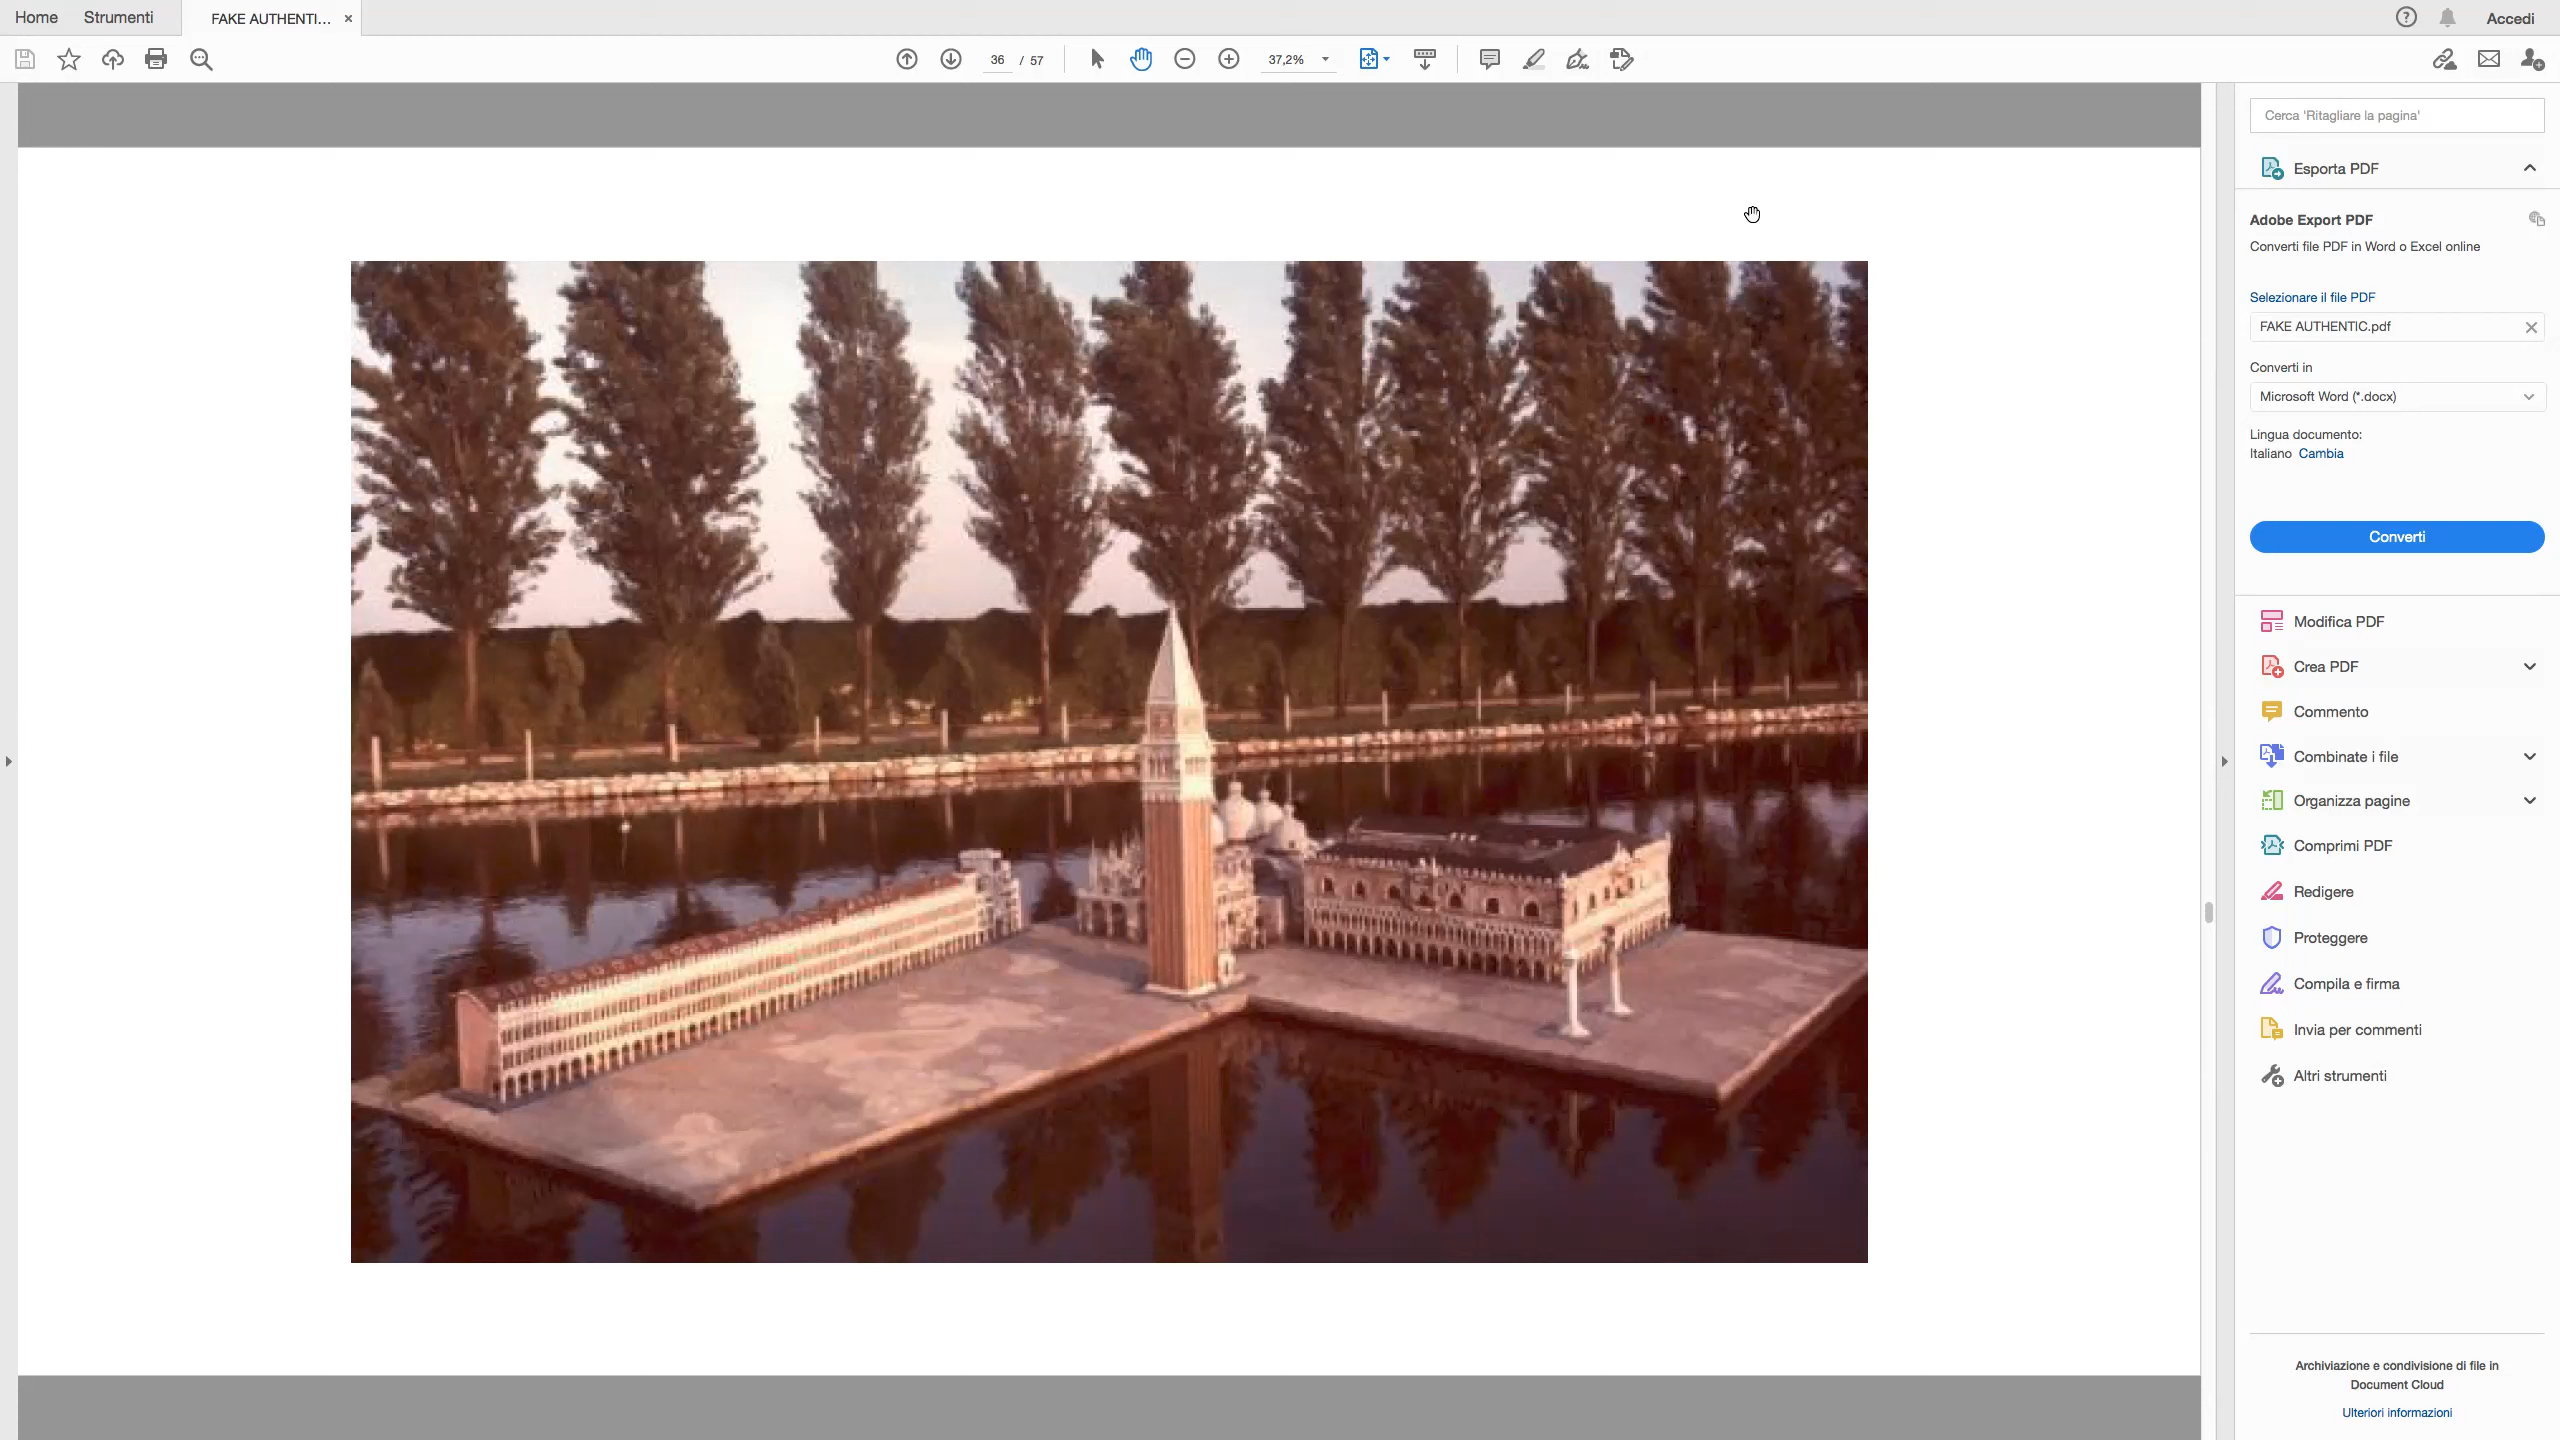 Home
Strumenti
FAKE AUTHENTI...
Accedi
36 / 57
37,2%
Cerca 'Ritagliare la pagina'
Esporta PDF
Adobe Export PDF
Converti file PDF in Word o Excel online
Selezionare il file PDF
FAKE AUTHENTIC.pdf
Converti in
Microsoft Word (*.docx)
Lingua documento:
Italiano Cambia
Converti
Modifica PDF
Crea PDF
Commento
Combinate i file
Organizza pagine
Comprimi PDF
Redigere
Proteggere
Compila e firma
Invia per commenti
Altri strumenti
Archiviazione e condivisione di file in
Document Cloud
Ulteriori informazioni